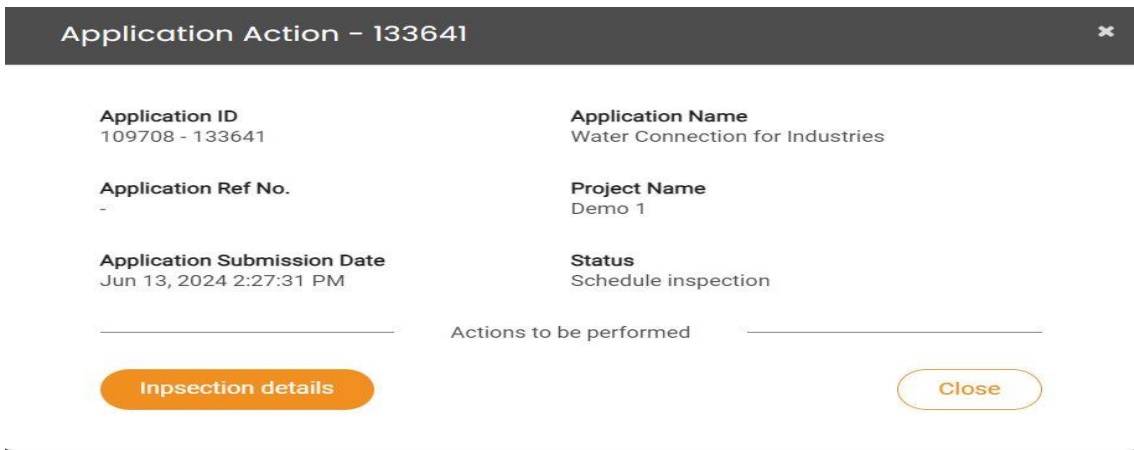 Application Action - 133641
Application ID
109708 - 133641
Application Name
Water Connection for Industries
Application Ref No.
-
Project Name
Demo 1
Application Submission Date
Jun 13, 2024 2:27:31 PM
Status
Schedule inspection
Actions to be performed
Inpsection details
Close